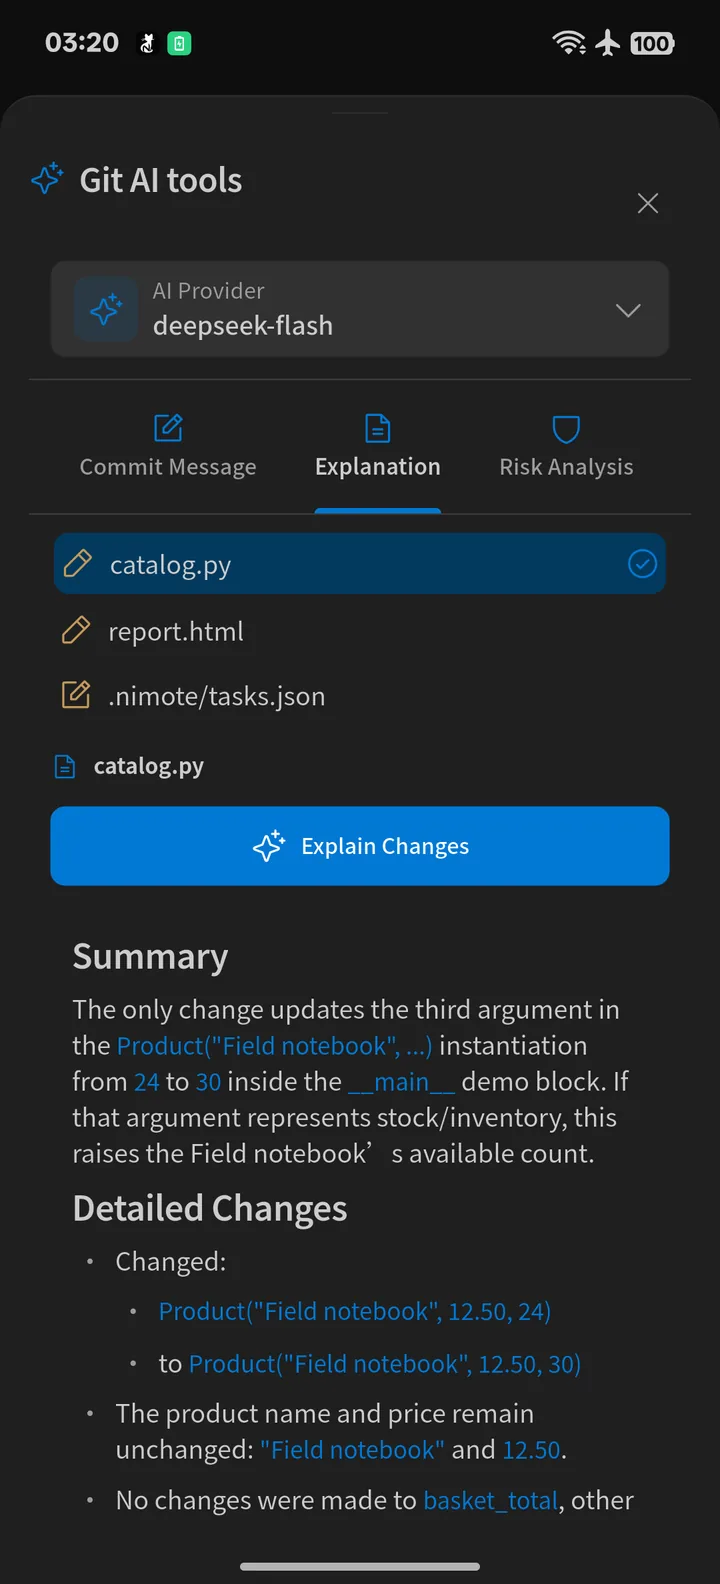 03:20
100
Git AI tools
AI Provider
deepseek-flash
Commit Message
Explanation
Risk Analysis
catalog.py
report.html
.nimote/tasks.json
catalog.py
Explain Changes
Summary
The only change updates the third argument in
the Product("Field notebook", ...) instantiation
from 24 to 30 inside the __main__ demo block. If
that argument represents stock/inventory, this
raises the Field notebook’s available count.
Detailed Changes
• Changed:
• Product("Field notebook", 12.50, 24)
• to Product("Field notebook", 12.50, 30)
• The product name and price remain
unchanged: "Field notebook" and 12.50.
• No changes were made to basket_total, other